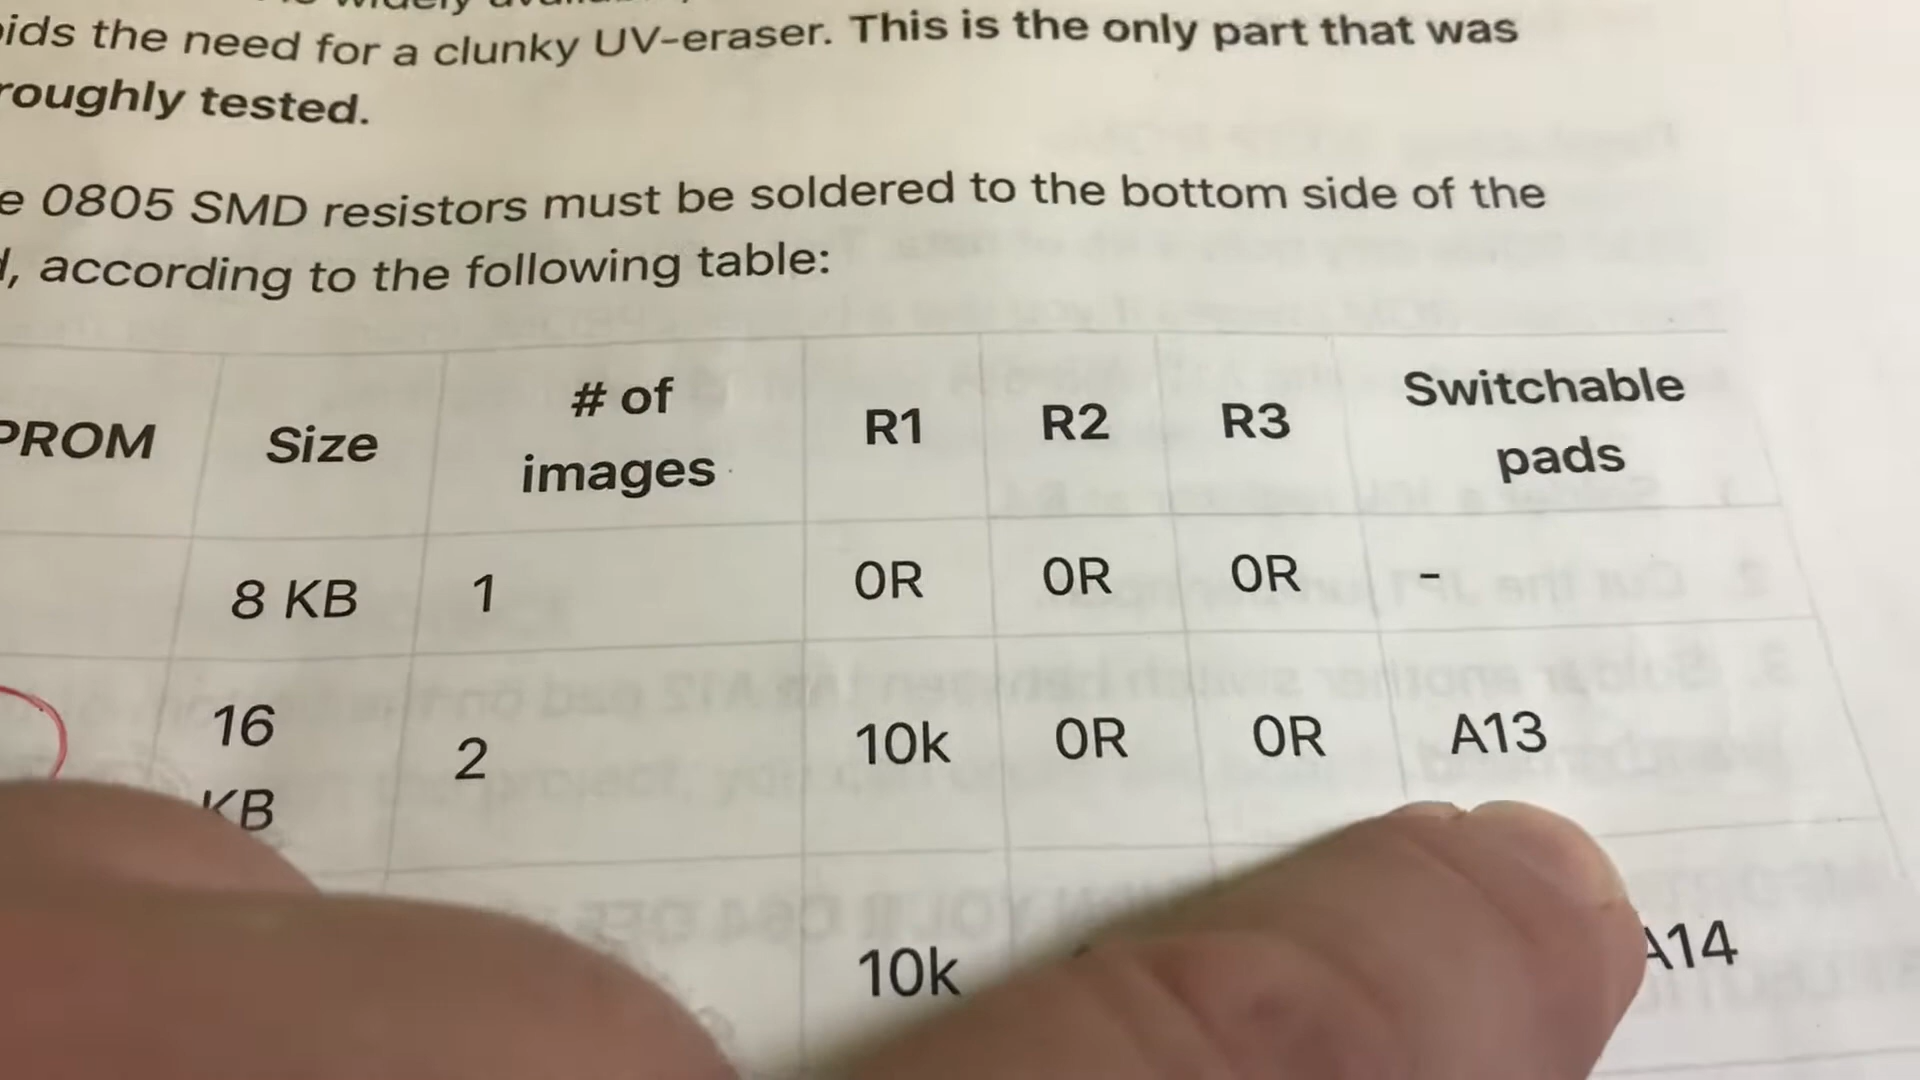 widely
ids the need for a clunky UV-eraser. This is the only part that was
roughly tested.
e 0805 SMD resistors must be soldered to the bottom side of the
, according to the following table:
PROM Size # of images R1 R2 R3 Switchable pads
8 KB 1 0R 0R 0R -
16 KB 2 10k 0R 0R A13
10k A14